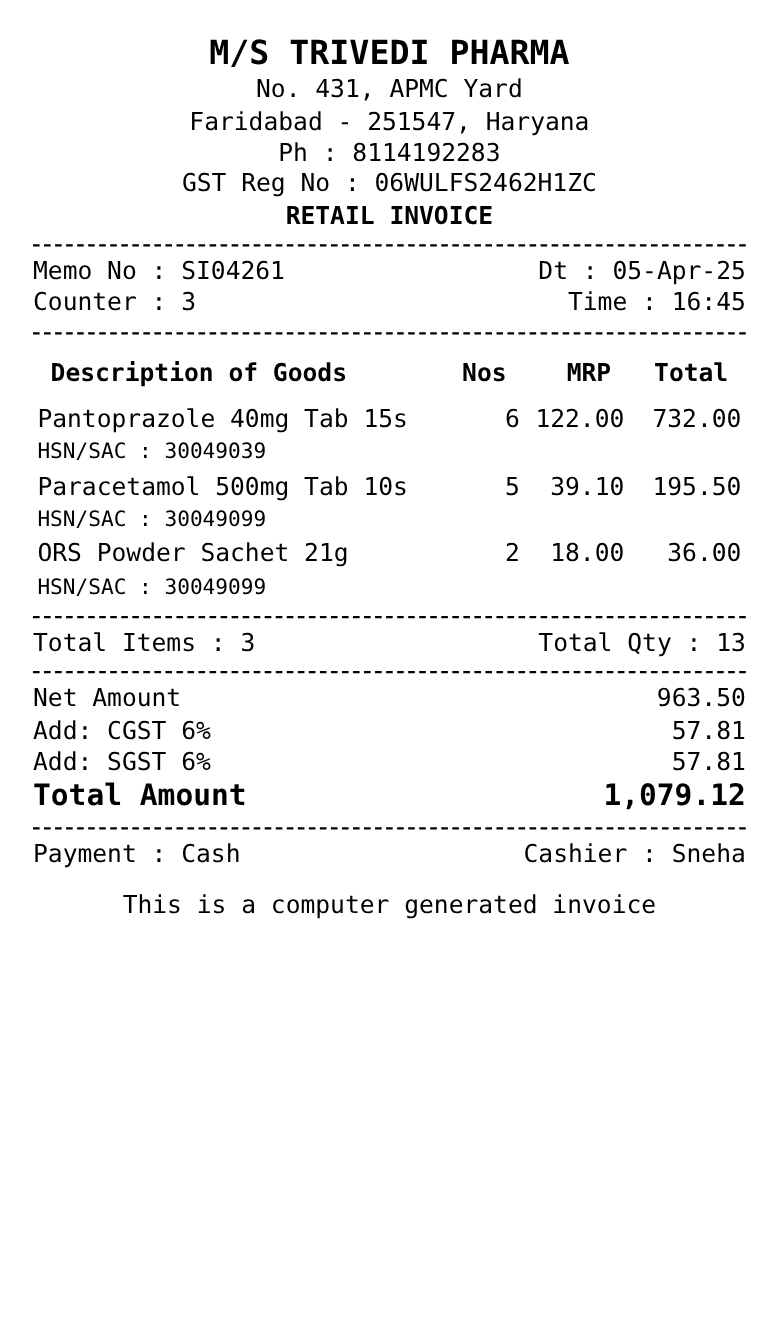 M/S TRIVEDI PHARMA
No. 431, APMC Yard
Faridabad - 251547, Haryana
Ph : 8114192283
GST Reg No : 06WULFS2462H1ZC
RETAIL INVOICE
Memo No : SI04261 Dt : 05-Apr-25
Counter : 3 Time : 16:45
Description of Goods Nos MRP Total
Pantoprazole 40mg Tab 15s 6 122.00 732.00
HSN/SAC : 30049039
Paracetamol 500mg Tab 10s 5 39.10 195.50
HSN/SAC : 30049099
ORS Powder Sachet 21g 2 18.00 36.00
HSN/SAC : 30049099
Total Items : 3 Total Qty : 13
Net Amount 963.50
Add: CGST 6% 57.81
Add: SGST 6% 57.81
Total Amount 1,079.12
Payment : Cash Cashier : Sneha
This is a computer generated invoice